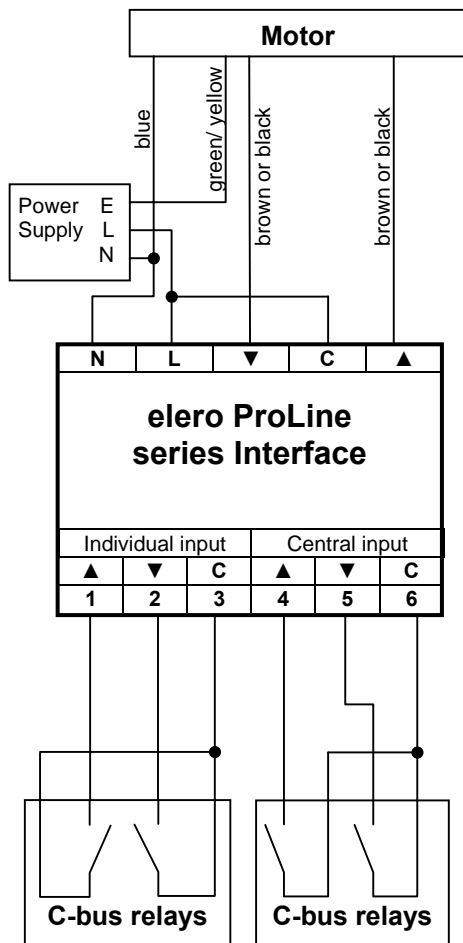 Motor
blue
green/ yellow
brown or black
brown or black
Power Supply
E
L
N
N L ▼ C ▲
elero ProLine
series Interface
Individual input Central input
▲ ▼ C ▲ ▼ C
1 2 3 4 5 6
C-bus relays C-bus relays